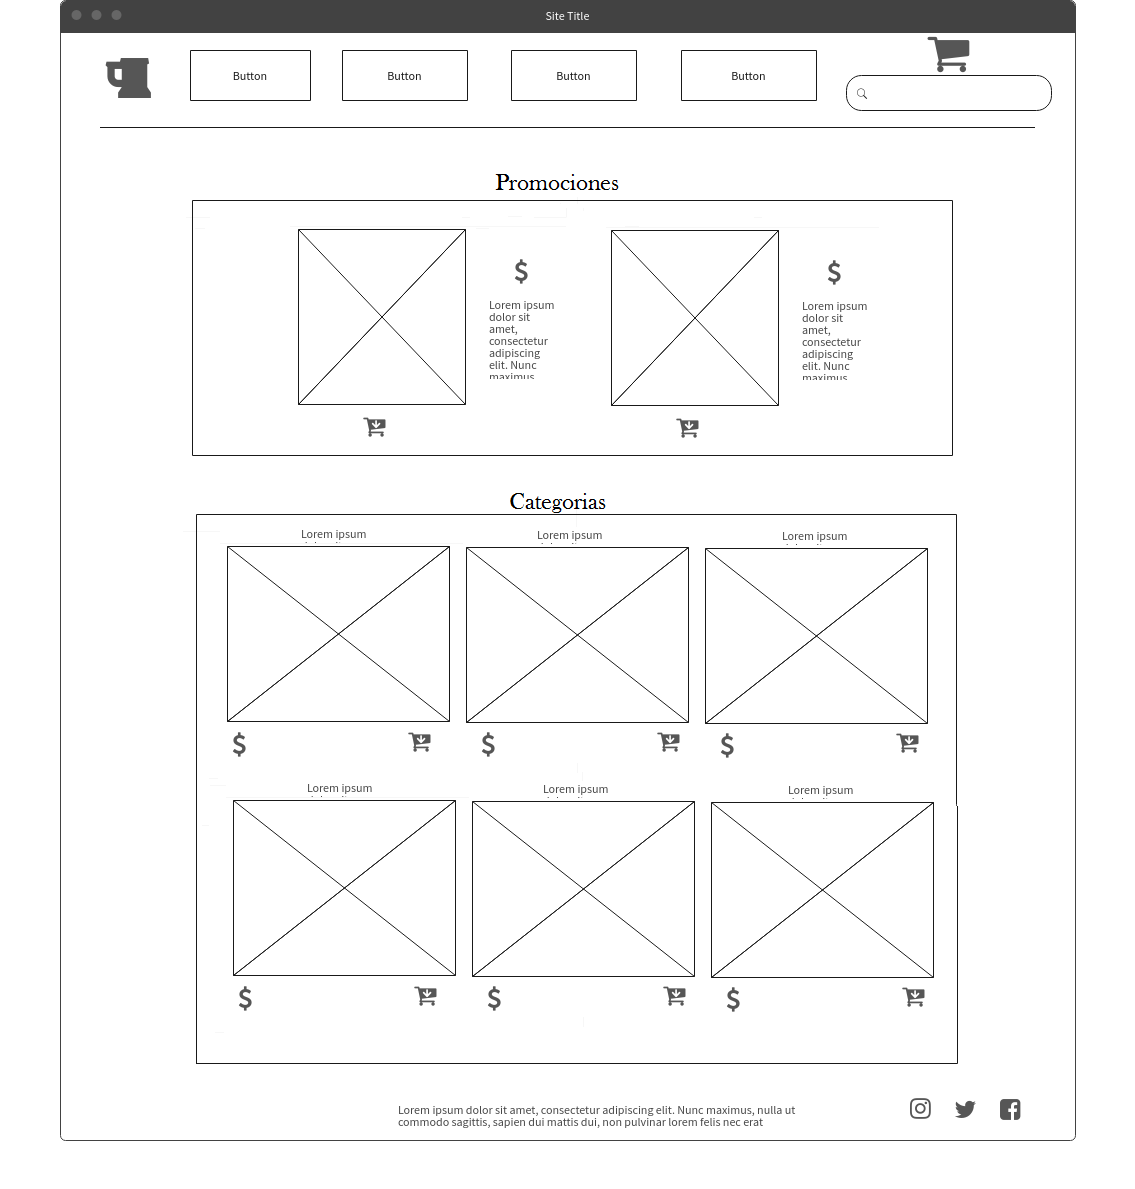 Site Title
Button
Button
Button
Button
Promociones
$
Lorem ipsum
dolor sit
amet,
consectetur
adipiscing
elit. Nunc
maximus
$
Lorem ipsum
dolor sit
amet,
consectetur
adipiscing
elit. Nunc
maximus
Categorias
Lorem ipsum
Lorem ipsum
Lorem ipsum
$
$
$
Lorem ipsum
Lorem ipsum
Lorem ipsum
$
$
$
Lorem ipsum dolor sit amet, consectetur adipiscing elit. Nunc maximus, nulla ut
commodo sagittis, sapien dui mattis dui, non pulvinar lorem felis nec erat